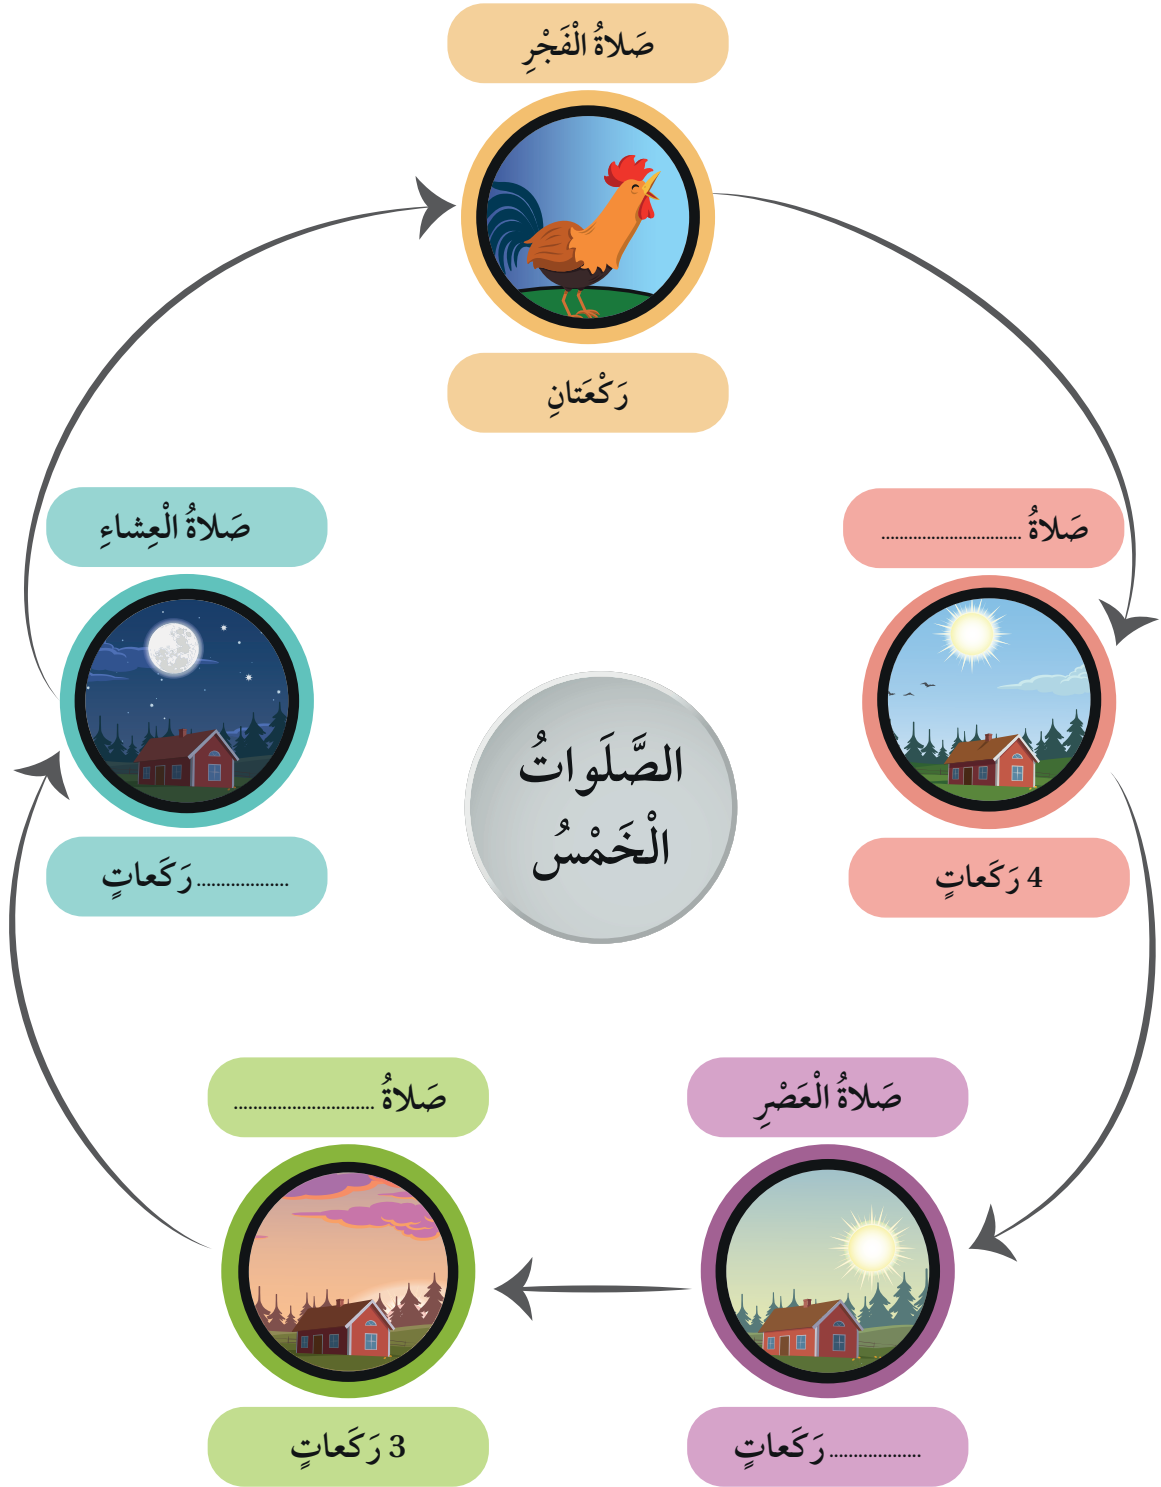 صَلاةُ الْفَجْرِ
رَكْعَتانِ
صَلاةُ .............................
4 رَكَعاتٍ
صَلاةُ الْعَصْرِ
................... رَكَعاتٍ
صَلاةُ .............................
3 رَكَعاتٍ
صَلاةُ الْعِشاءِ
................... رَكَعاتٍ
الصَّلَواتُ
الْخَمْسُ